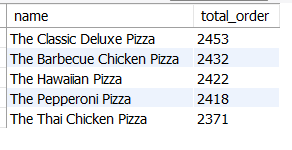 name total_order
The Classic Deluxe Pizza 2453
The Barbecue Chicken Pizza 2432
The Hawaiian Pizza 2422
The Pepperoni Pizza 2418
The Thai Chicken Pizza 2371